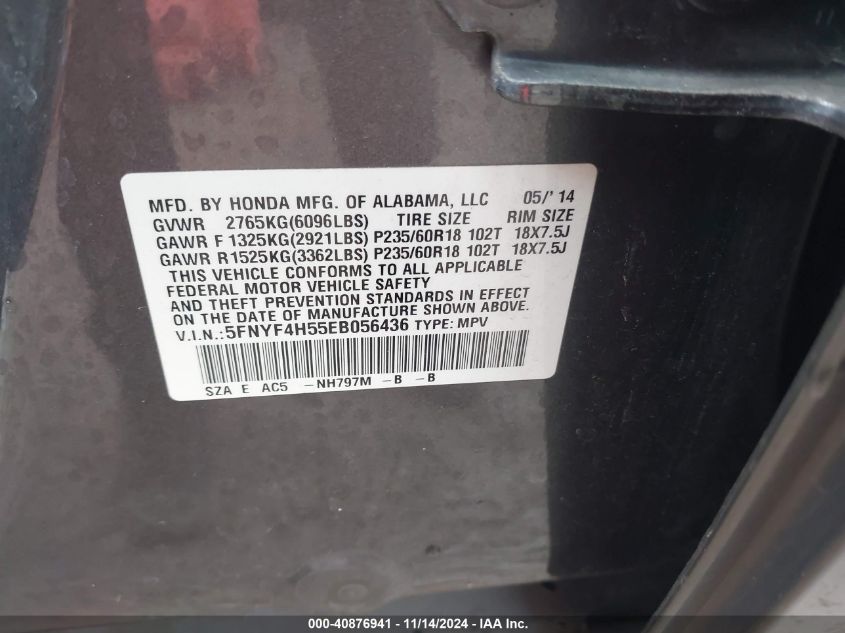 MFD. BY HONDA MFG. OF ALABAMA, LLC 05/'14
GVWR 2765KG(6096LBS) TIRE SIZE RIM SIZE
GAWR F 1325KG(2921LBS) P235/60R18 102T 18X7.5J
GAWR R1525KG(3362LBS) P235/60R18 102T 18X7.5J
THIS VEHICLE CONFORMS TO ALL APPLICABLE
FEDERAL MOTOR VEHICLE SAFETY
AND THEFT PREVENTION STANDARDS IN EFFECT
ON THE DATE OF MANUFACTURE SHOWN ABOVE.
V.I.N.:5FNYF4H55EB056436 TYPE: MPV
SZA E AC5 -NH797M -B -B
000-40876941 - 11/14/2024 - IAA Inc.